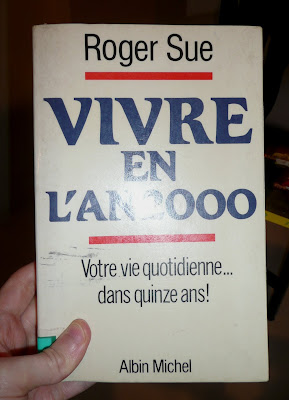 Roger Sue
VIVRE
EN
L'AN 2000
Votre vie quotidienne...
dans quinze ans!
Albin Michel